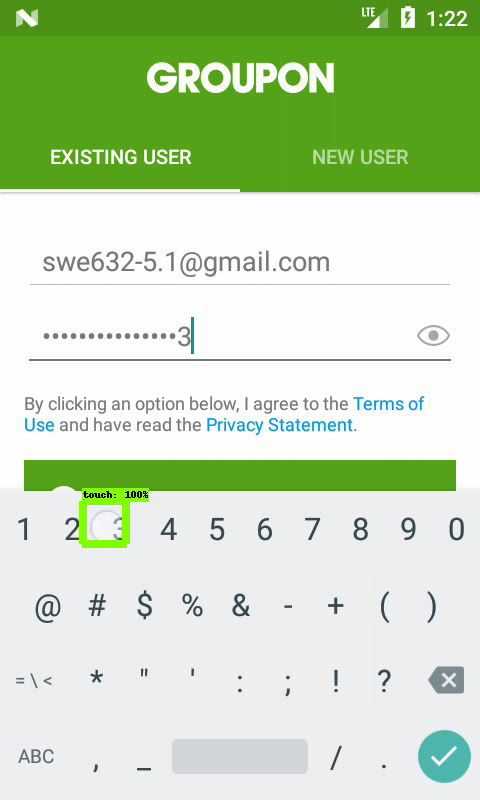 LTE 1:22
GROUPON
EXISTING USER NEW USER
swe632-5.1@gmail.com
•••••••••••••••3
By clicking an option below, I agree to the Terms of
Use and have read the Privacy Statement.
touch: 100%
1 2 3 4 5 6 7 8 9 0
@ # $ % & - + ( )
= \ < * " ' : ; ! ?
ABC , _ / .